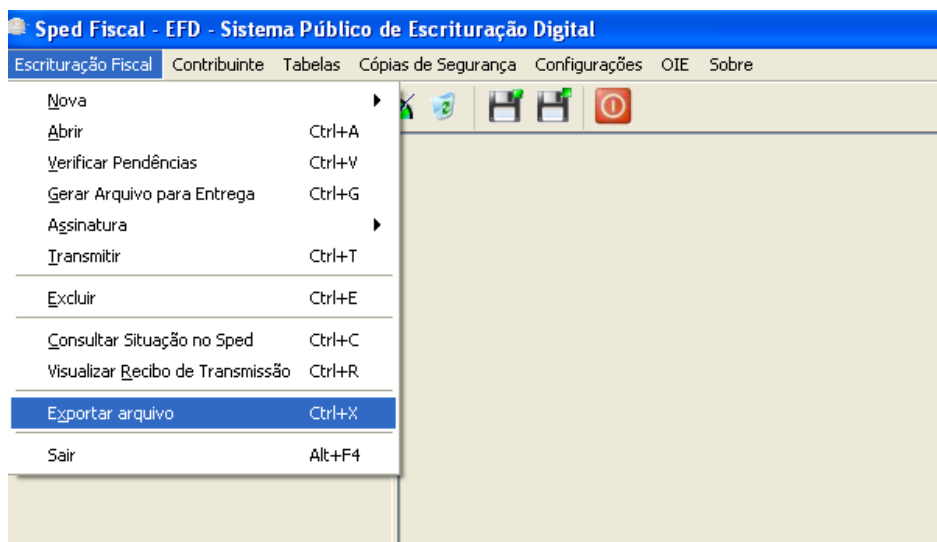 Sped Fiscal - EFD - Sistema Público de Escrituração Digital
Escrituração Fiscal Contribuinte Tabelas Cópias de Segurança Configurações OIE Sobre
Nova
Abrir Ctrl+A
Verificar Pendências Ctrl+V
Gerar Arquivo para Entrega Ctrl+G
Assinatura
Transmitir Ctrl+T
Excluir Ctrl+E
Consultar Situação no Sped Ctrl+C
Visualizar Recibo de Transmissão Ctrl+R
Exportar arquivo Ctrl+X
Sair Alt+F4